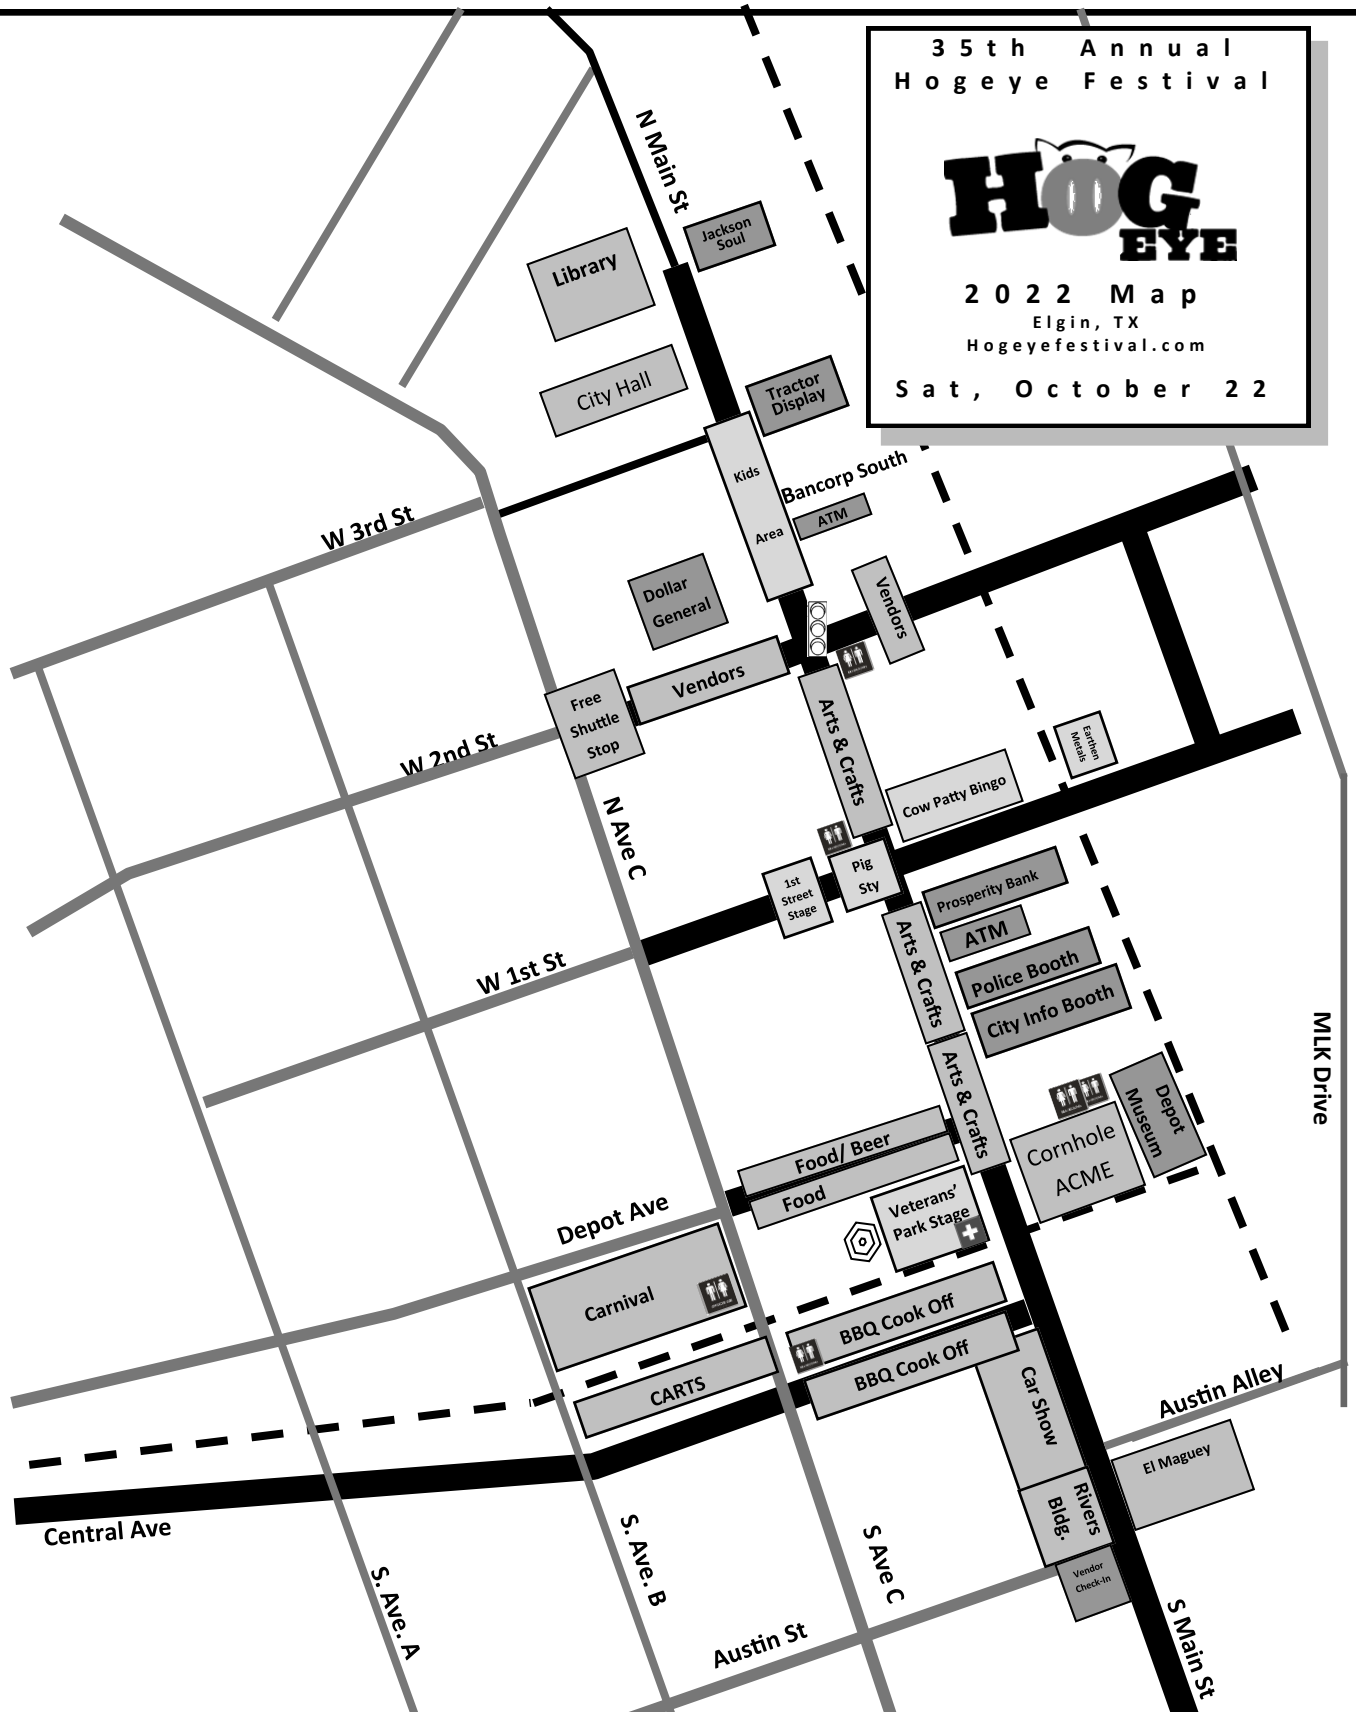 35th Annual
Hogeye Festival
HOG
EYE
2022 Map
Elgin, TX
Hogeyefestival.com
Sat, October 22
N Main St
Jackson
Soul
Library
City Hall
Tractor
Display
Kids
Area
Bancorp South
ATM
W 3rd St
Dollar
General
Vendors
Vendors
Free
Shuttle
Stop
W 2nd St
Arts & Crafts
Earthen
Metals
Cow Patty Bingo
N Ave C
Pig
Sty
1st
Street
Stage
Prosperity Bank
ATM
W 1st St
Arts & Crafts
Police Booth
City Info Booth
MLK Drive
Arts & Crafts
Depot
Museum
Cornhole
ACME
Food/ Beer
Food
Veterans'
Park Stage
Depot Ave
Carnival
BBQ Cook Off
BBQ Cook Off
CARTS
Car Show
Austin Alley
El Maguey
Rivers
Bldg.
Central Ave
S. Ave. A
S. Ave. B
S Ave C
Vendor
Check-In
Austin St
S Main St